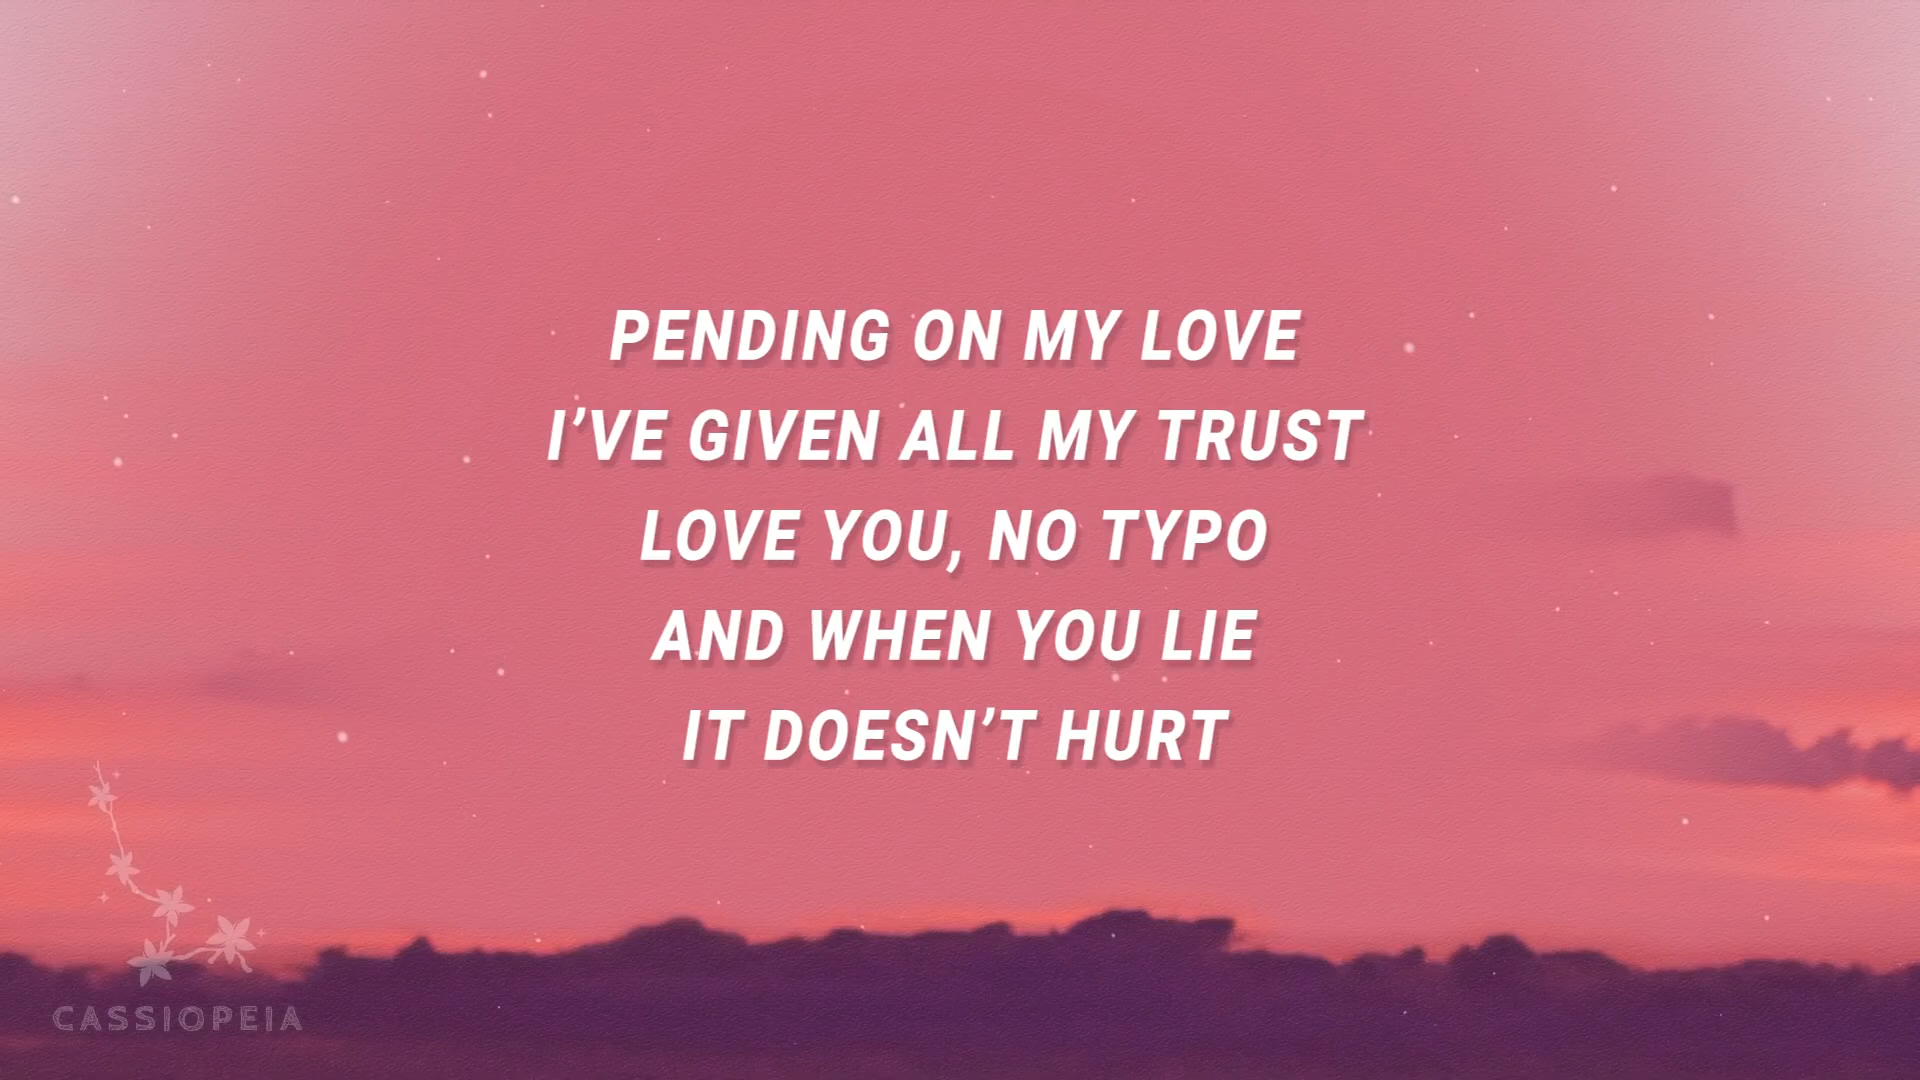 PENDING ON MY LOVE
I’VE GIVEN ALL MY TRUST
LOVE YOU, NO TYPO
AND WHEN YOU LIE
IT DOESN’T HURT
CASSIOPEIA